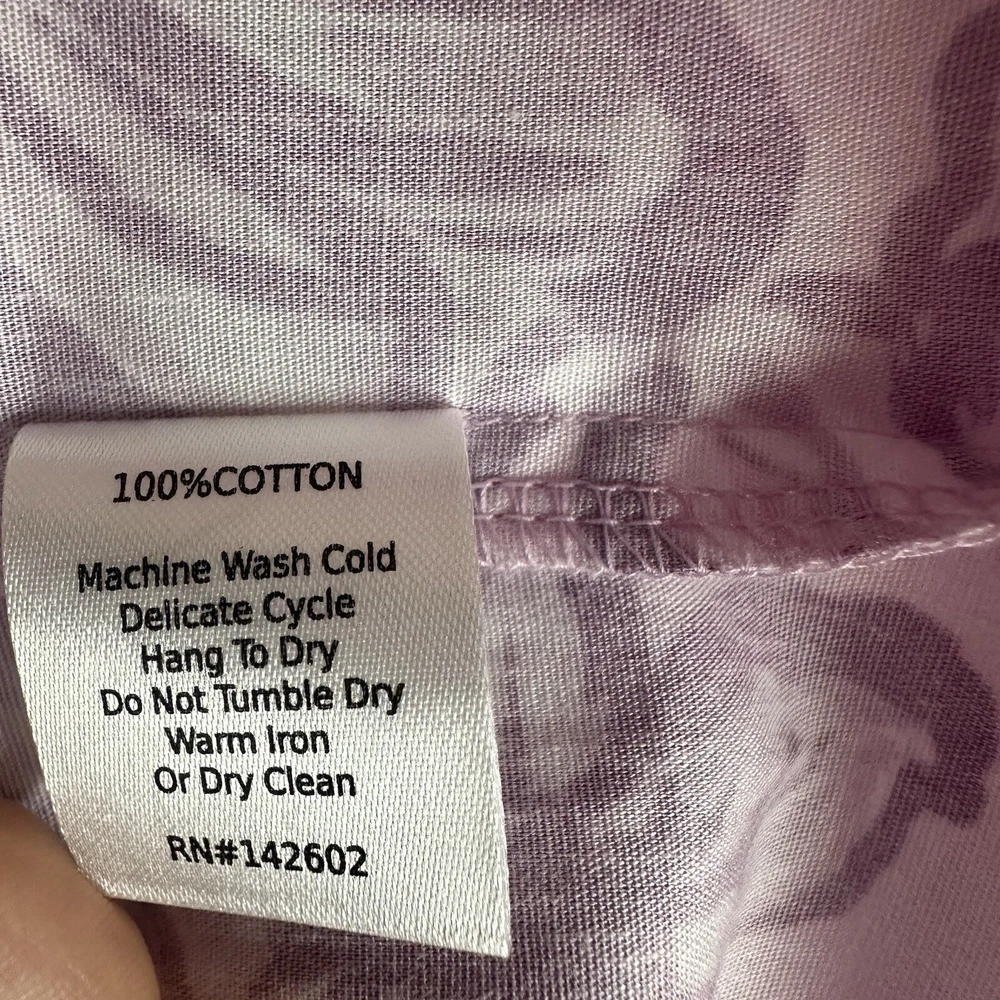 100%COTTON
Machine Wash Cold
Delicate Cycle
Hang To Dry
Do Not Tumble Dry
Warm Iron
Or Dry Clean
RN#142602